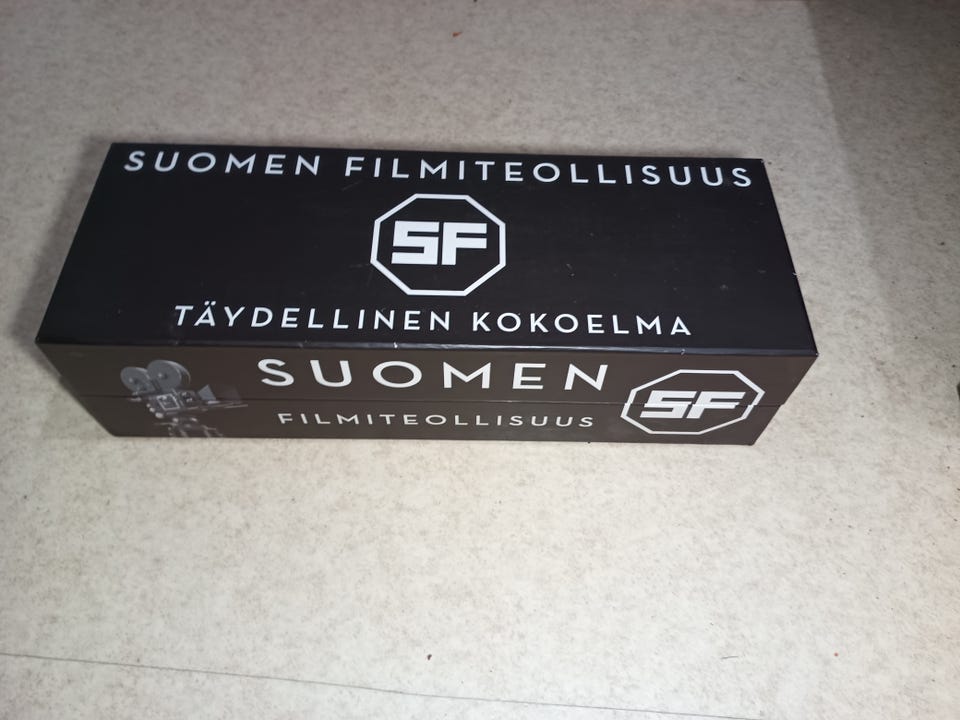 SUOMEN FILMITEOLLISUUS
SF
TÄYDELLINEN KOKOELMA
SUOMEN
FILMITEOLLISUUS
SF